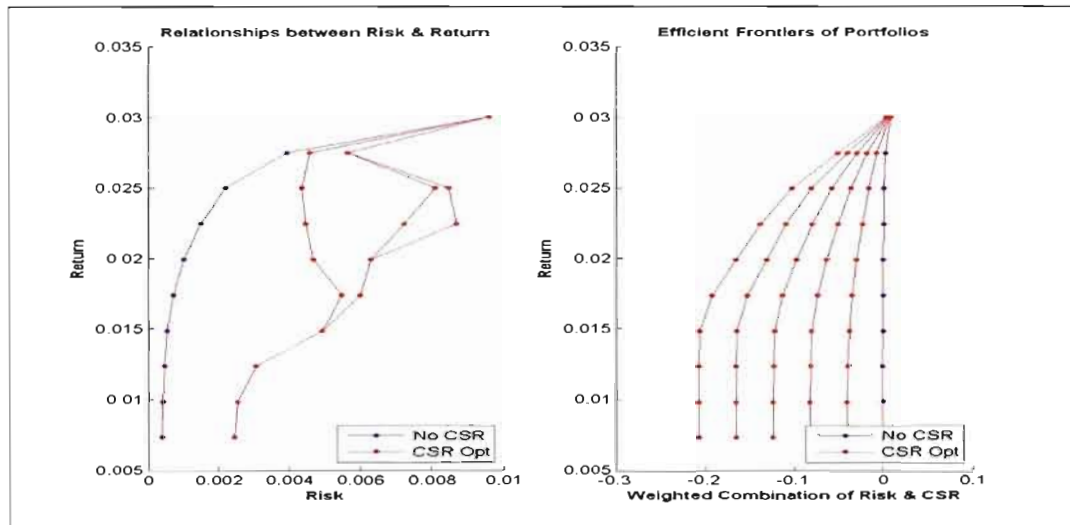 Relationships between Risk & Return
0.035
0.03
0.025
0.02
0.015
0.01
0.005
Return
0
0.002
0.004
0.006
0.008
0.01
Risk
No CSR
CSR Opt
Efficient Frontiers of Portfolios
0.035
0.03
0.025
0.02
0.015
0.01
0.005
Return
-0.3
-0.2
-0.1
0
0.1
Weighted Combination of Risk & CSR
No CSR
CSR Opt